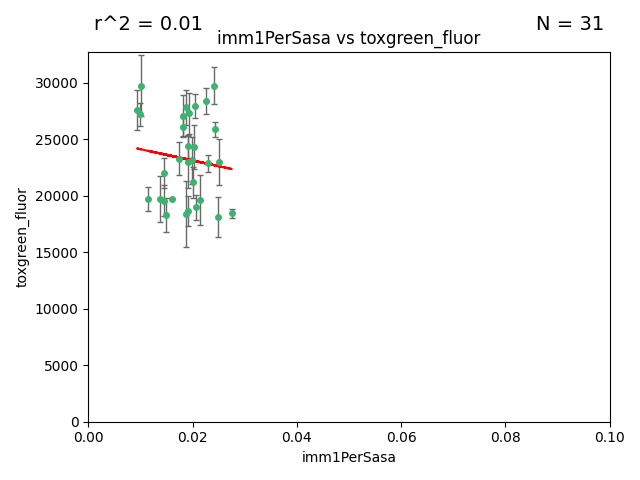 r^2 = 0.01
N = 31
imm1PerSasa vs toxgreen_fluor
30000
25000
20000
15000
10000
5000
0
toxgreen_fluor
0.00
0.02
0.04
0.06
0.08
0.10
imm1PerSasa